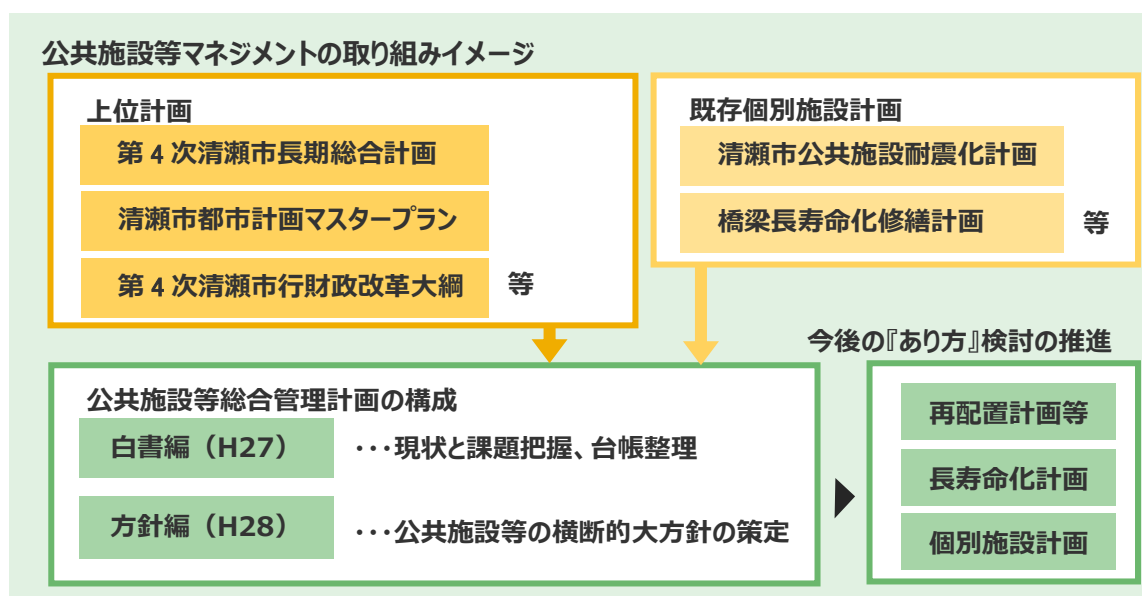 公共施設等マネジメントの取り組みイメージ
上位計画
第4次清瀬市長期総合計画
清瀬市都市計画マスタープラン
第4次清瀬市行財政改革大綱 等
既存個別施設計画
清瀬市公共施設耐震化計画
橋梁長寿命化修繕計画 等
公共施設等総合管理計画の構成
白書編（H27） ･･･現状と課題把握、台帳整理
方針編（H28） ･･･公共施設等の横断的大方針の策定
今後の『あり方』検討の推進
再配置計画等
長寿命化計画
個別施設計画